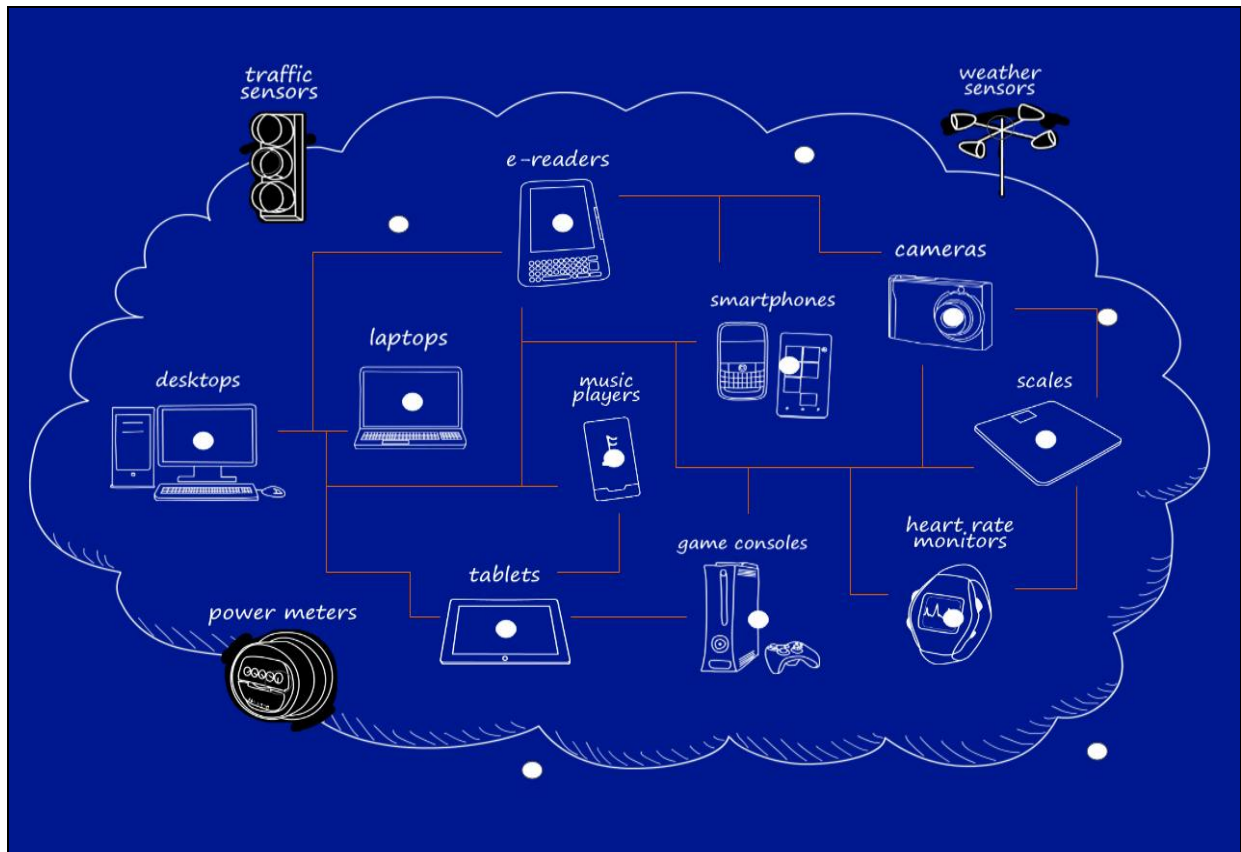 traffic
sensors
weather
sensors
e-readers
cameras
smartphones
laptops
desktops
music
players
scales
heart rate
monitors
game consoles
tablets
power meters